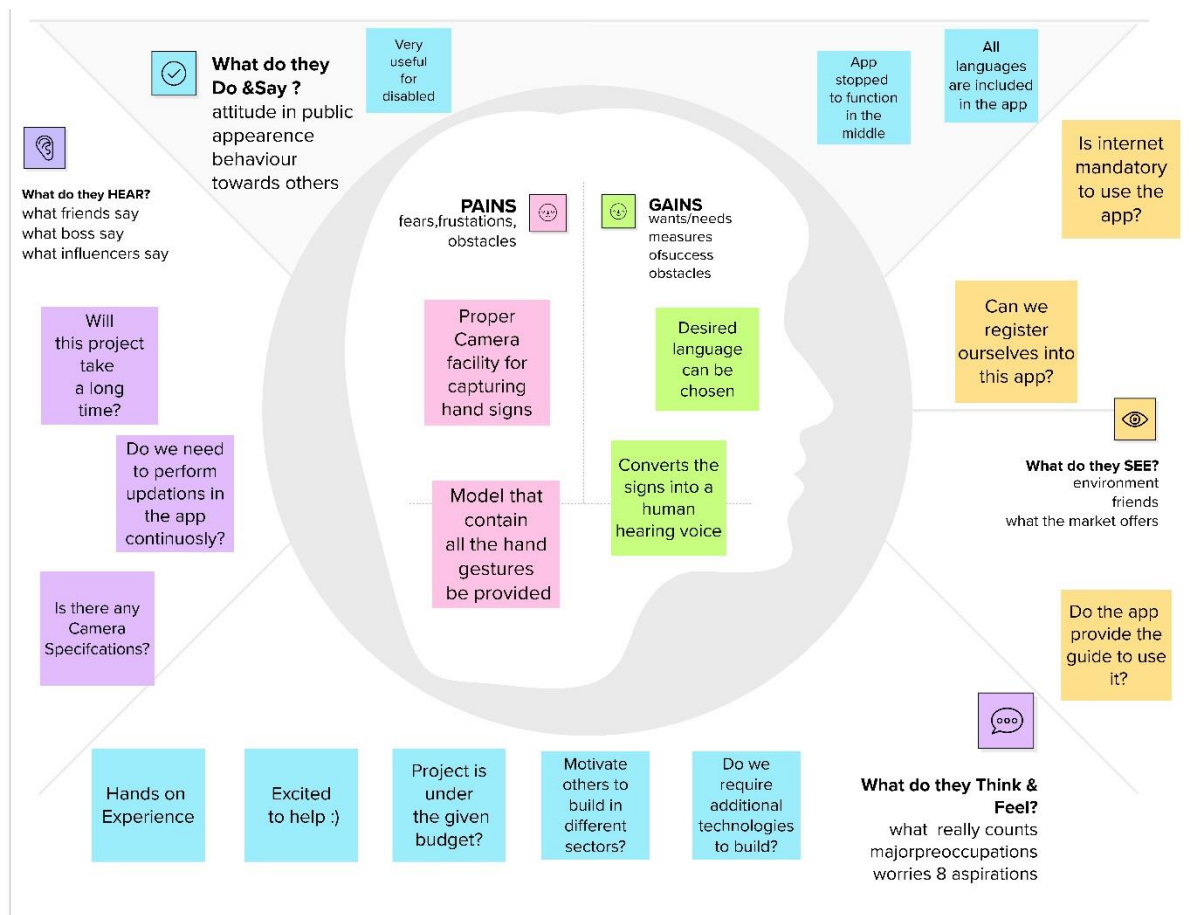 What do they
Do &Say ?
attitude in public
appearence
behaviour
towards others
Very
useful
for
disabled
App
stopped
to function
in the
middle
All
languages
are included
in the app
What do they HEAR?
what friends say
what boss say
what influencers say
Is internet
mandatory
to use the
app?
PAINS
fears,frustations,
obstacles
GAINS
wants/needs
measures
ofsuccess
obstacles
Will
this project
take
a long
time?
Do we need
to perform
updations in
the app
continuosly?
Is there any
Camera
Specifcations?
Proper
Camera
facility for
capturing
hand signs
Model that
contain
all the hand
gestures
be provided
Desired
language
can be
chosen
Converts the
signs into a
human
hearing voice
Can we
register
ourselves into
this app?
What do they SEE?
environment
friends
what the market offers
Do the app
provide the
guide to use
it?
Hands on
Experience
Excited
to help :)
Project is
under
the given
budget?
Motivate
others to
build in
different
sectors?
Do we
require
additional
technologies
to build?
What do they Think &
Feel?
what really counts
majorpreoccupations
worries 8 aspirations